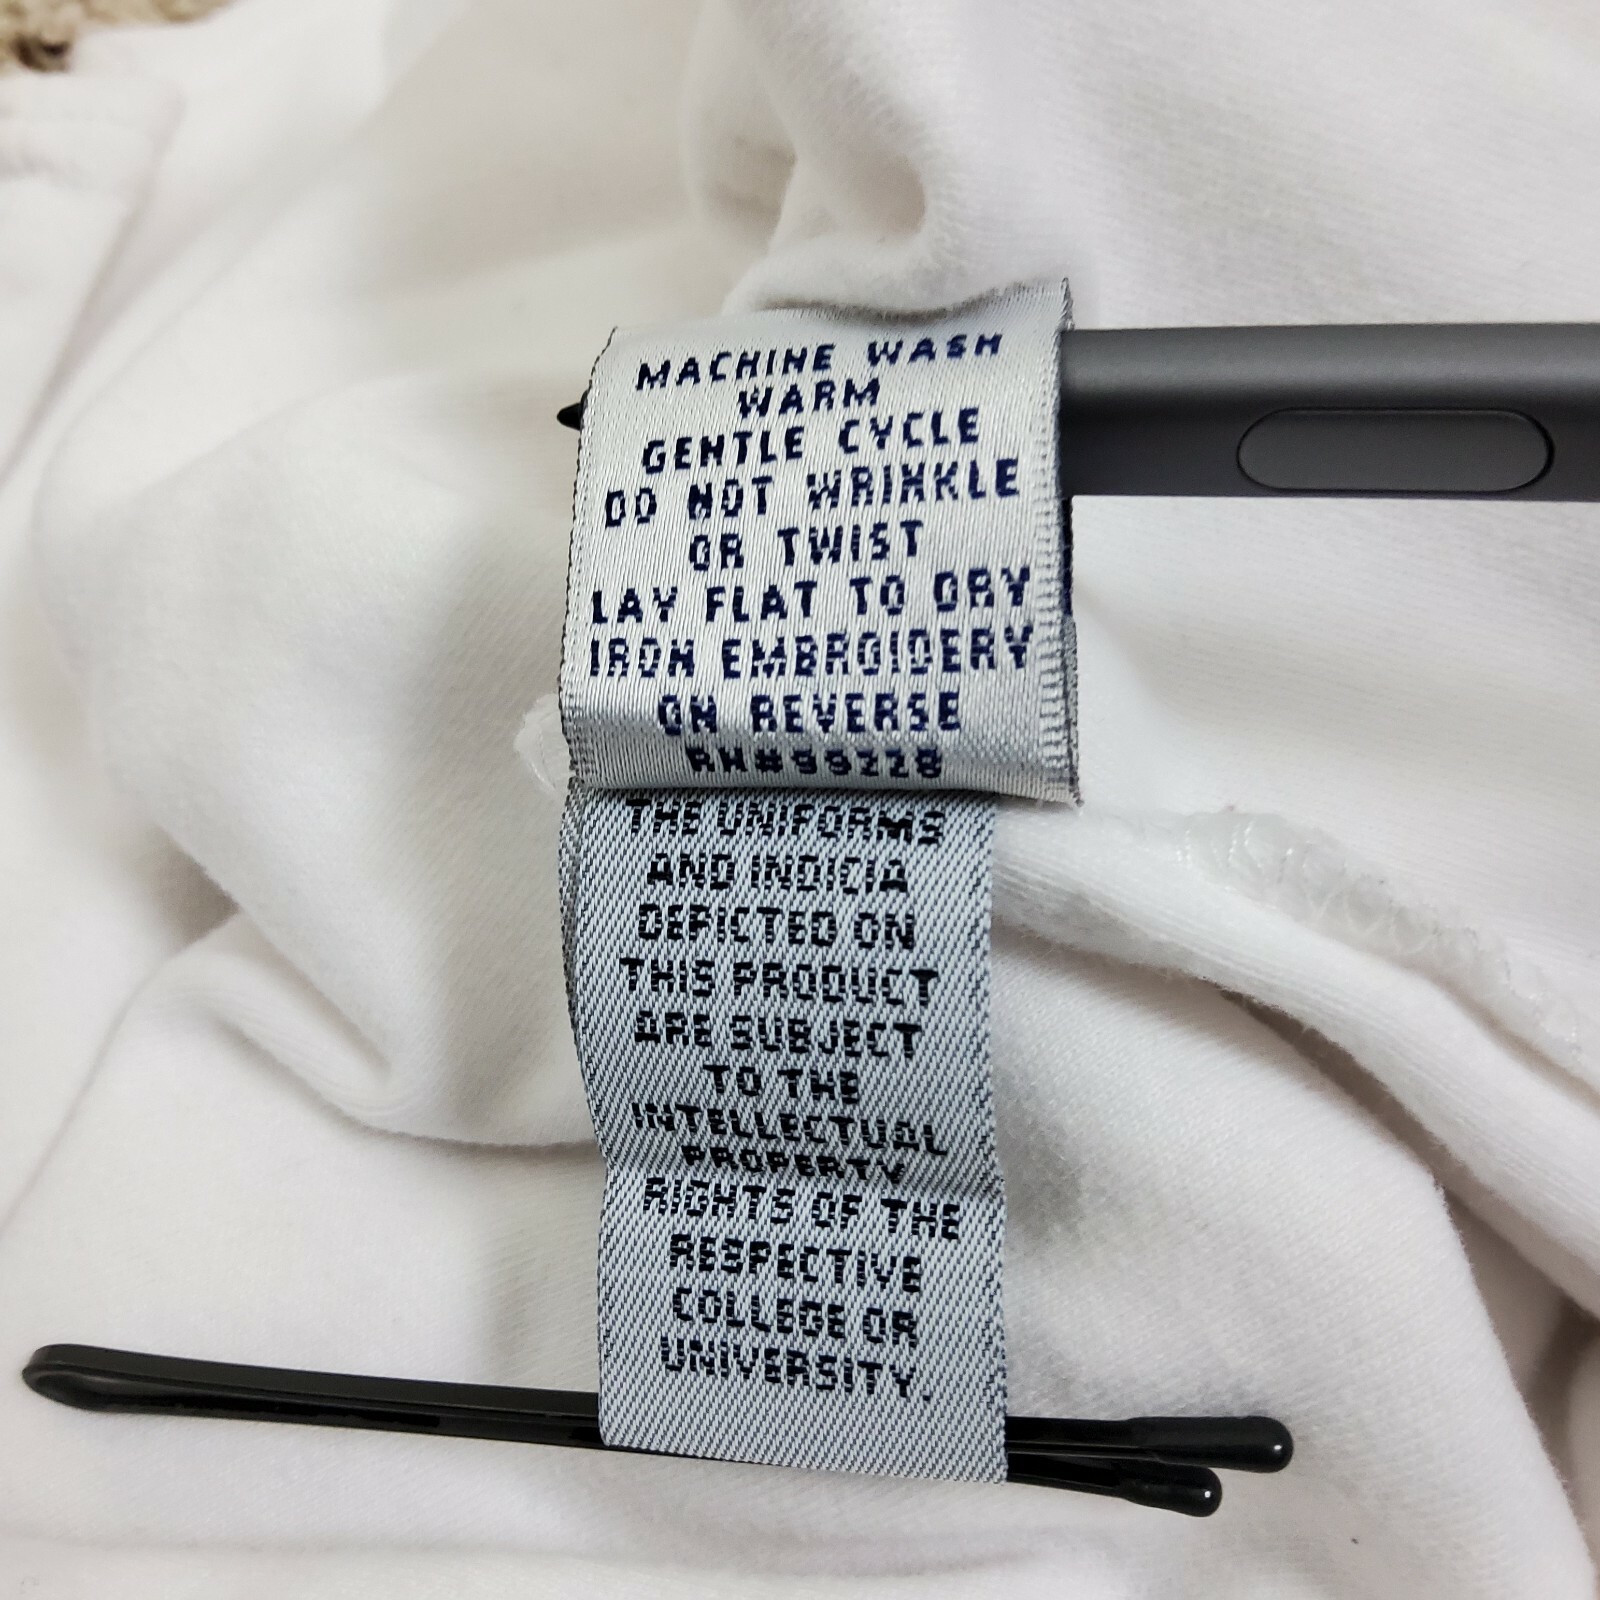 MACHINE WASH
WARM
GENTLE CYCLE
DO NOT WRINKLE
OR TWIST
LAY FLAT TO DRY
IRON EMBROIDERY
ON REVERSE
RN#99228
THE UNIFORMS
AND INDICIA
DEPICTED ON
THIS PRODUCT
ARE SUBJECT
TO THE
INTELLECTUAL
PROPERTY
RIGHTS OF THE
RESPECTIVE
COLLEGE OR
UNIVERSITY.